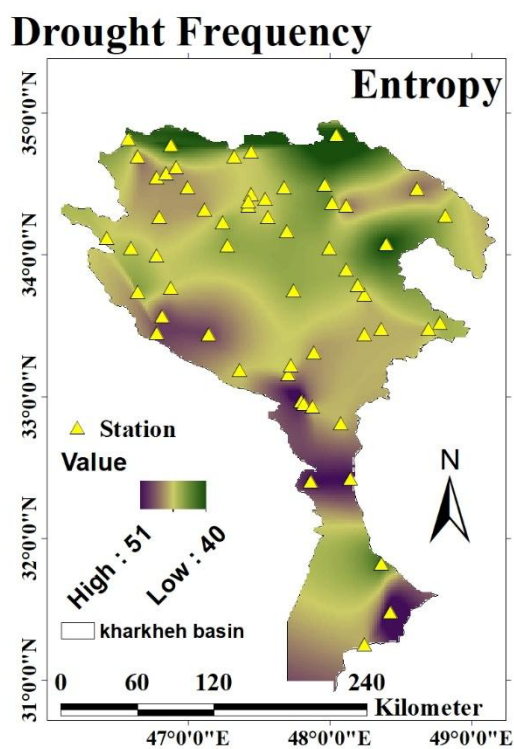 Drought Frequency
Entropy
35°0'0"N
34°0'0"N
33°0'0"N
32°0'0"N
31°0'0"N
Station
Value
High : 51
Low : 40
kharkheh basin
N
0 60 120 240
Kilometer
47°0'0"E 48°0'0"E 49°0'0"E